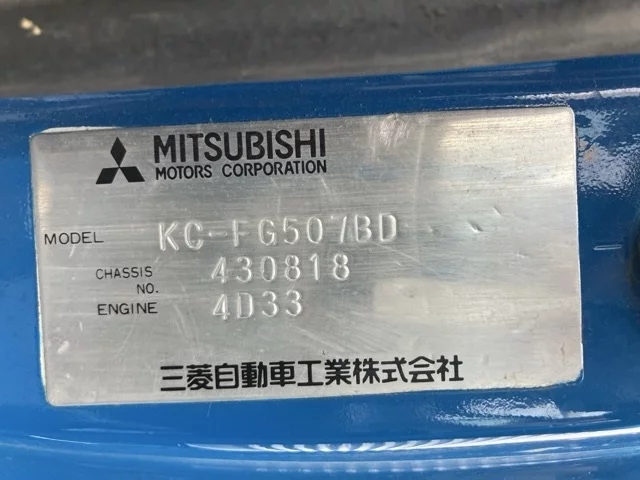 MITSUBISHI
MOTORS CORPORATION
MODEL KC-FG507BD
CHASSIS NO. 430818
ENGINE 4D33
三菱自動車工業株式会社